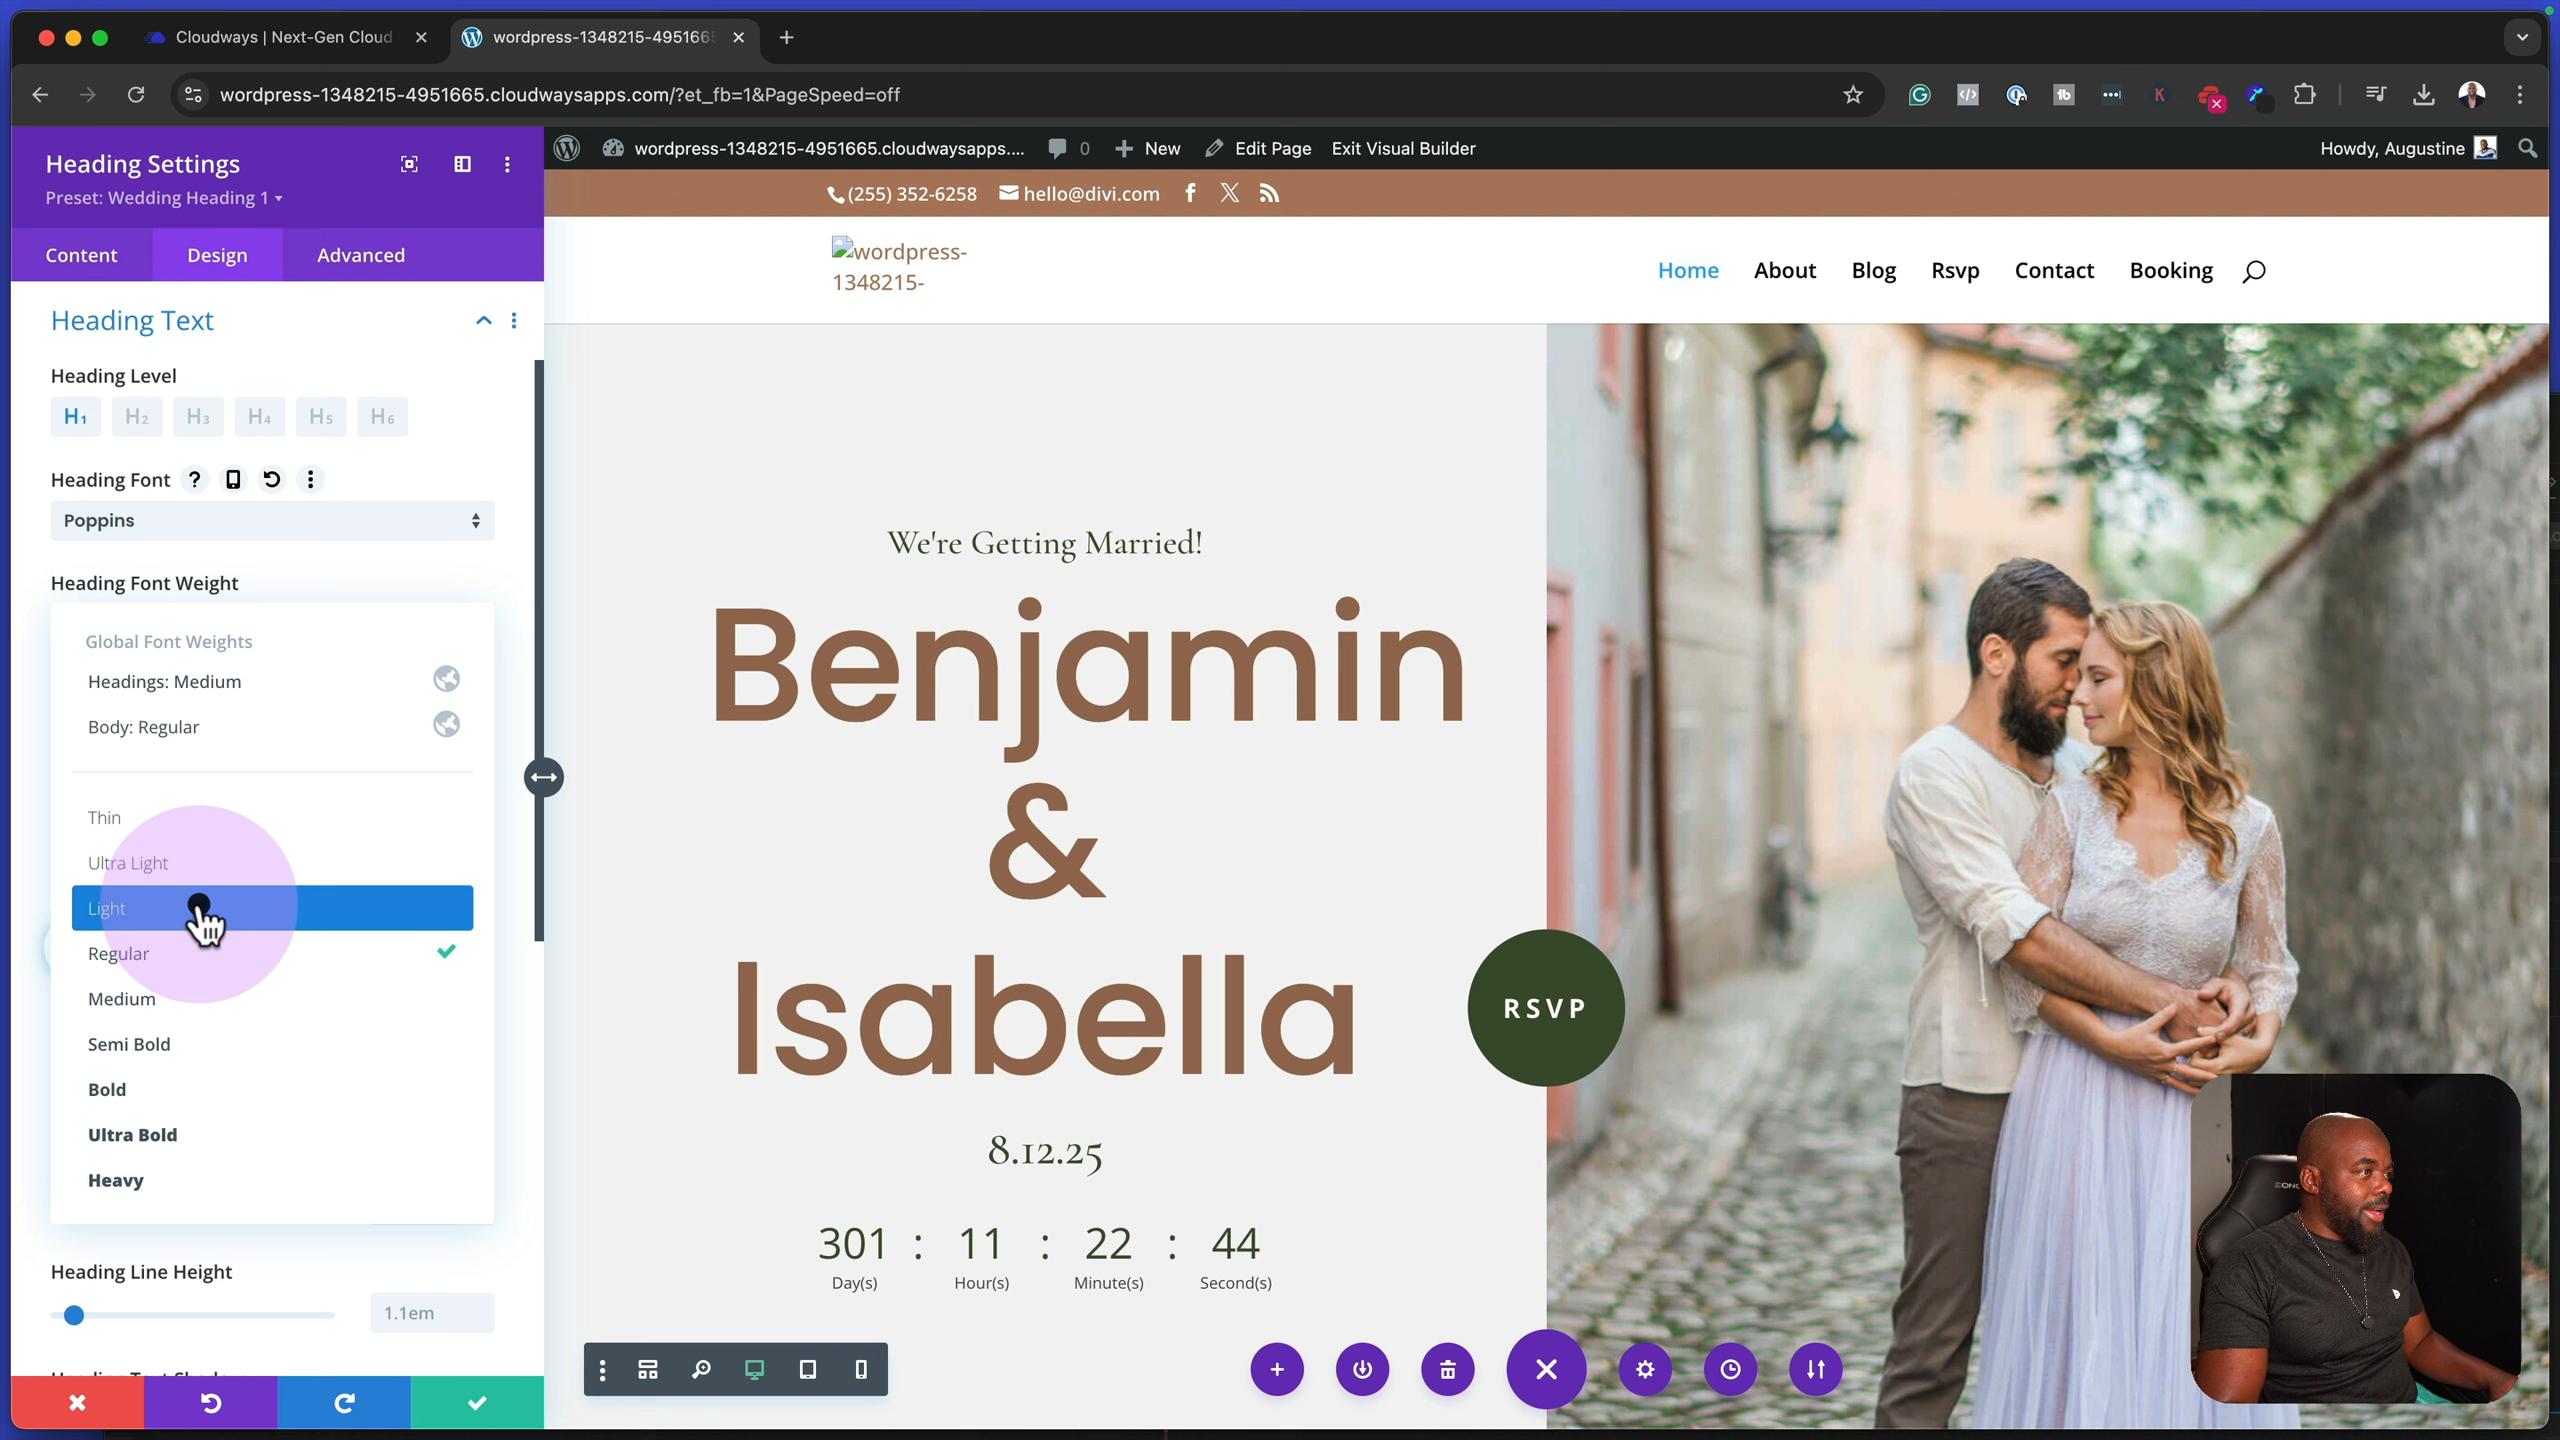 Cloudways | Next-Gen Cloud
wordpress-1348215-495166
wordpress-1348215-4951665.cloudwaysapps.com/?et_fb=1&PageSpeed=off
Heading Settings
Preset: Wedding Heading 1
Content
Design
Advanced
Heading Text
Heading Level
H1
H2
H3
H4
H5
H6
Heading Font
Poppins
Heading Font Weight
Global Font Weights
Headings: Medium
Body: Regular
Thin
Ultra Light
Light
Regular
Medium
Semi Bold
Bold
Ultra Bold
Heavy
Heading Line Height
1.1em
wordpress-1348215-4951665.cloudwaysapps....
0
New
Edit Page
Exit Visual Builder
Howdy, Augustine
(255) 352-6258
hello@divi.com
wordpress-
1348215-
Home
About
Blog
Rsvp
Contact
Booking
We're Getting Married!
Benjamin
&
Isabella
RSVP
8.12.25
301 : 11 : 22 : 44
Day(s) Hour(s) Minute(s) Second(s)